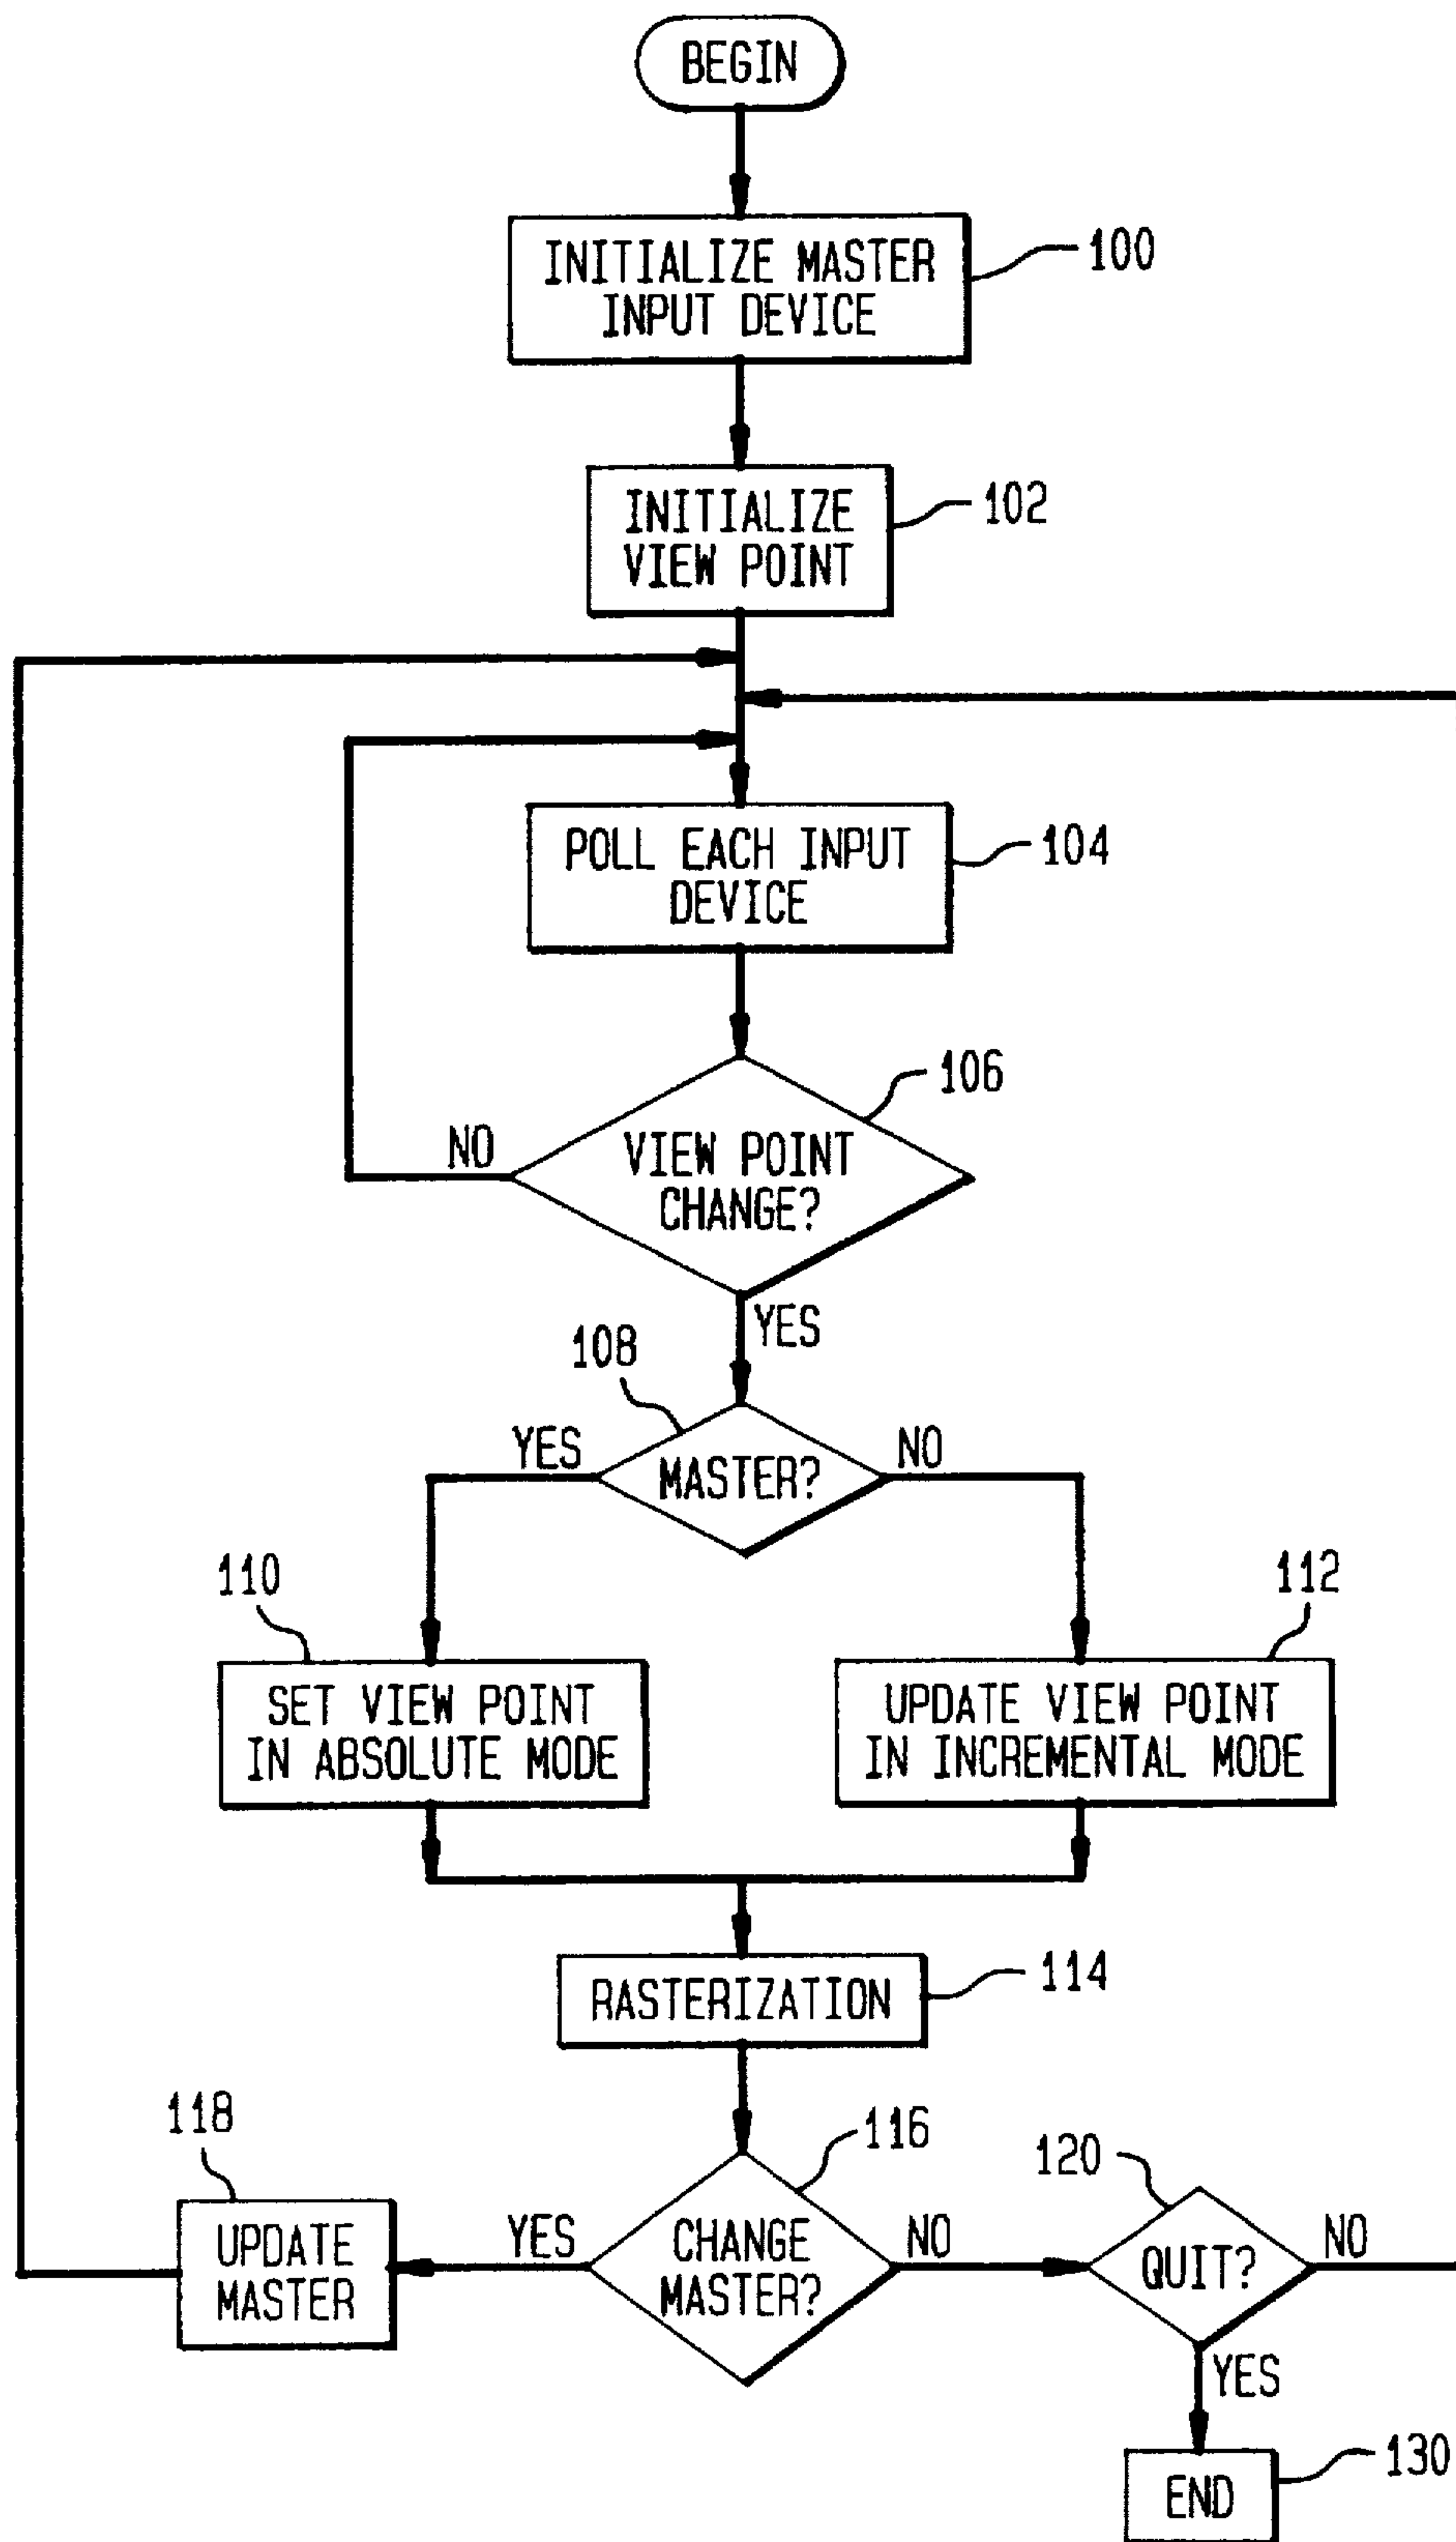 BEGIN
INITIALIZE MASTER
INPUT DEVICE
100
INITIALIZE
VIEW POINT
102
POLL EACH INPUT
DEVICE
104
106
NO
VIEW POINT
CHANGE?
YES
108
YES
MASTER?
NO
110
112
SET VIEW POINT
IN ABSOLUTE MODE
UPDATE VIEW POINT
IN INCREMENTAL MODE
RASTERIZATION
114
118
116
120
UPDATE
MASTER
YES
CHANGE
MASTER?
NO
QUIT?
NO
YES
END
130